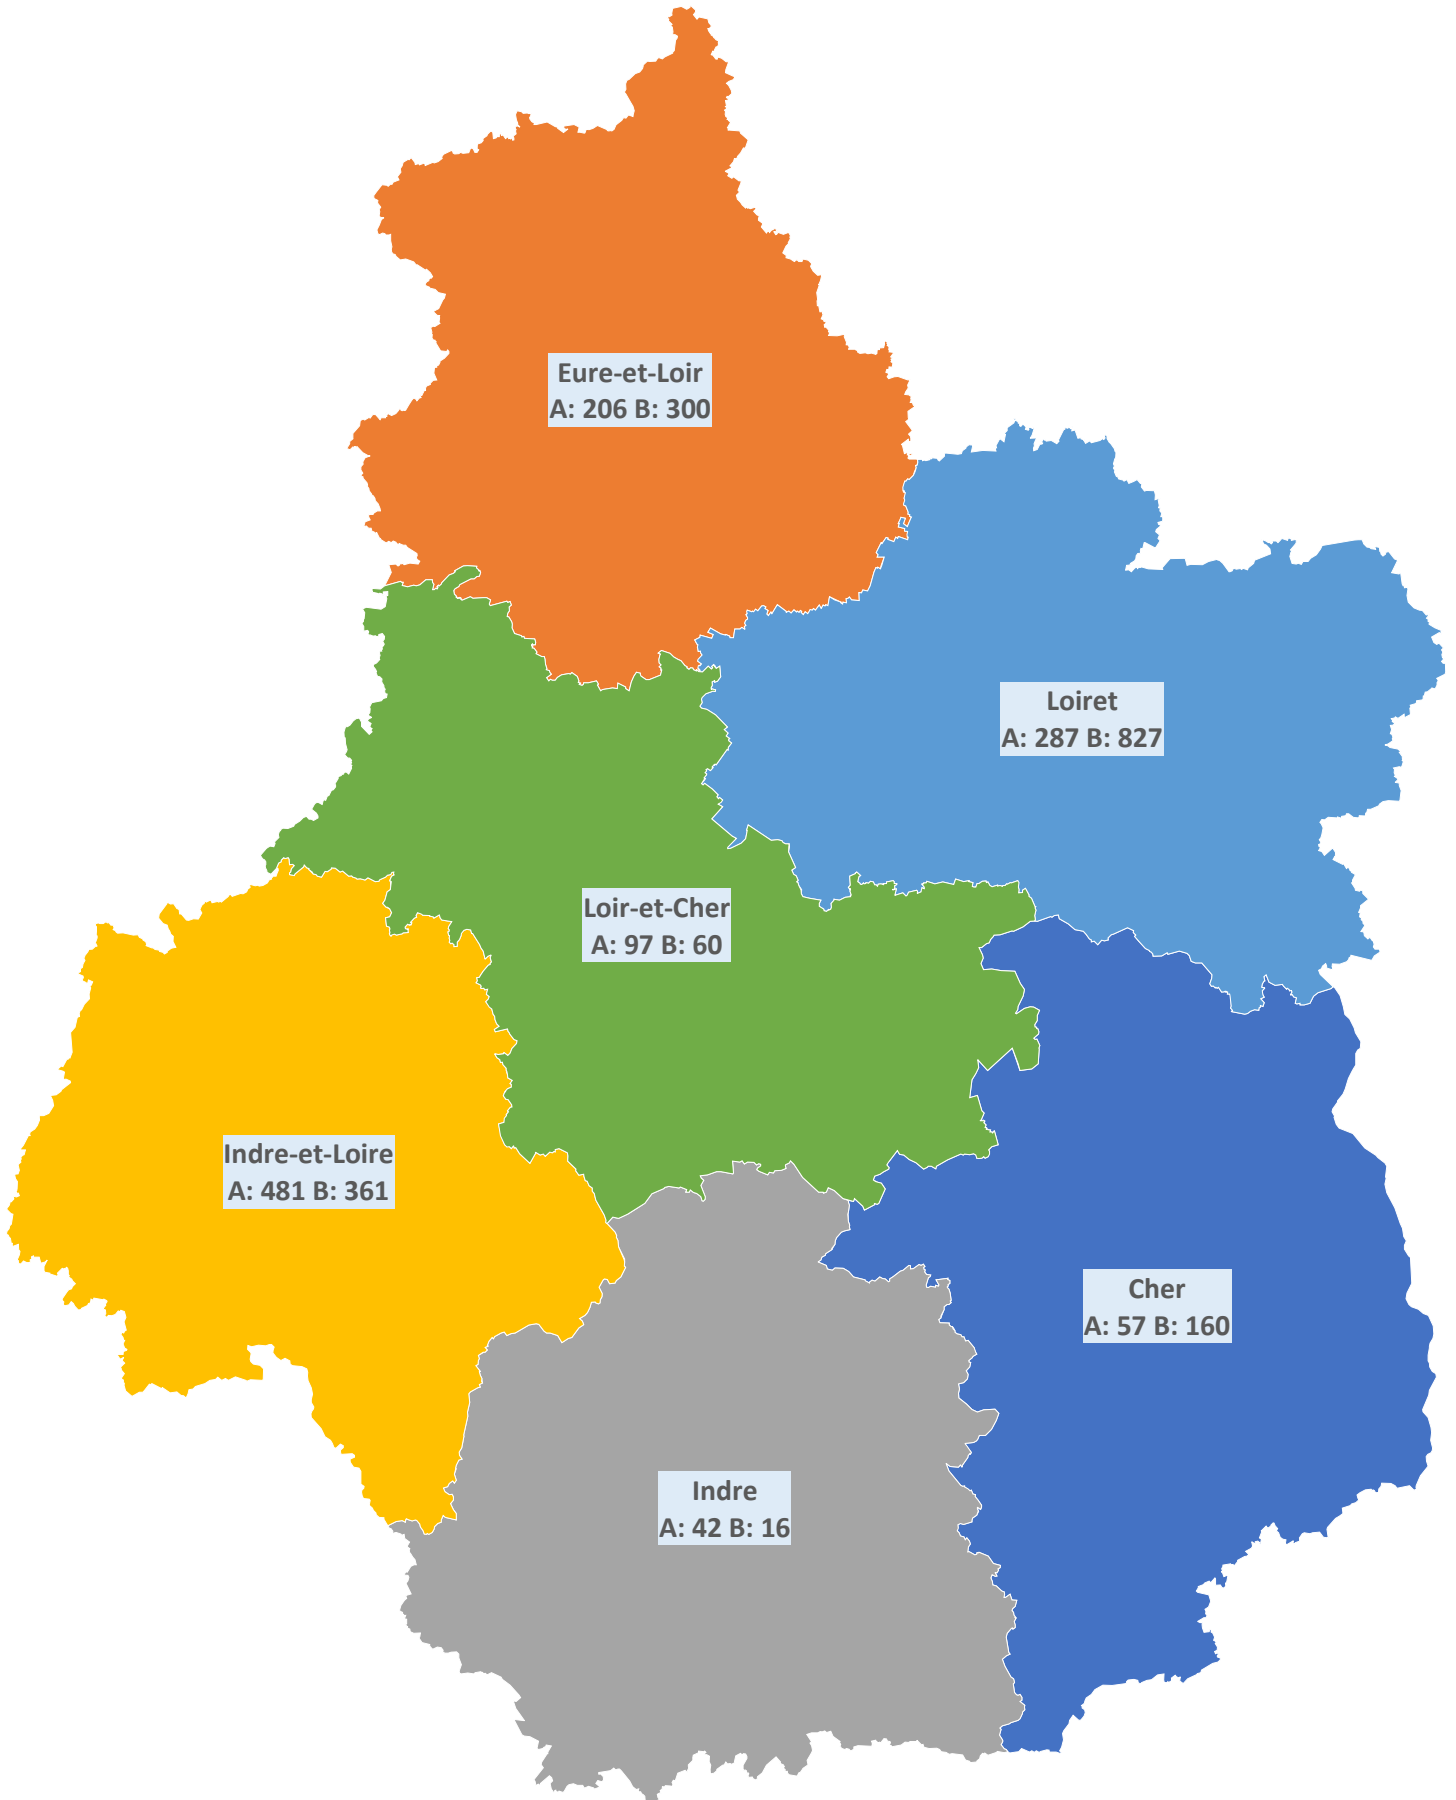 Eure-et-Loir
A: 206 B: 300
Loiret
A: 287 B: 827
Loir-et-Cher
A: 97 B: 60
Indre-et-Loire
A: 481 B: 361
Cher
A: 57 B: 160
Indre
A: 42 B: 16